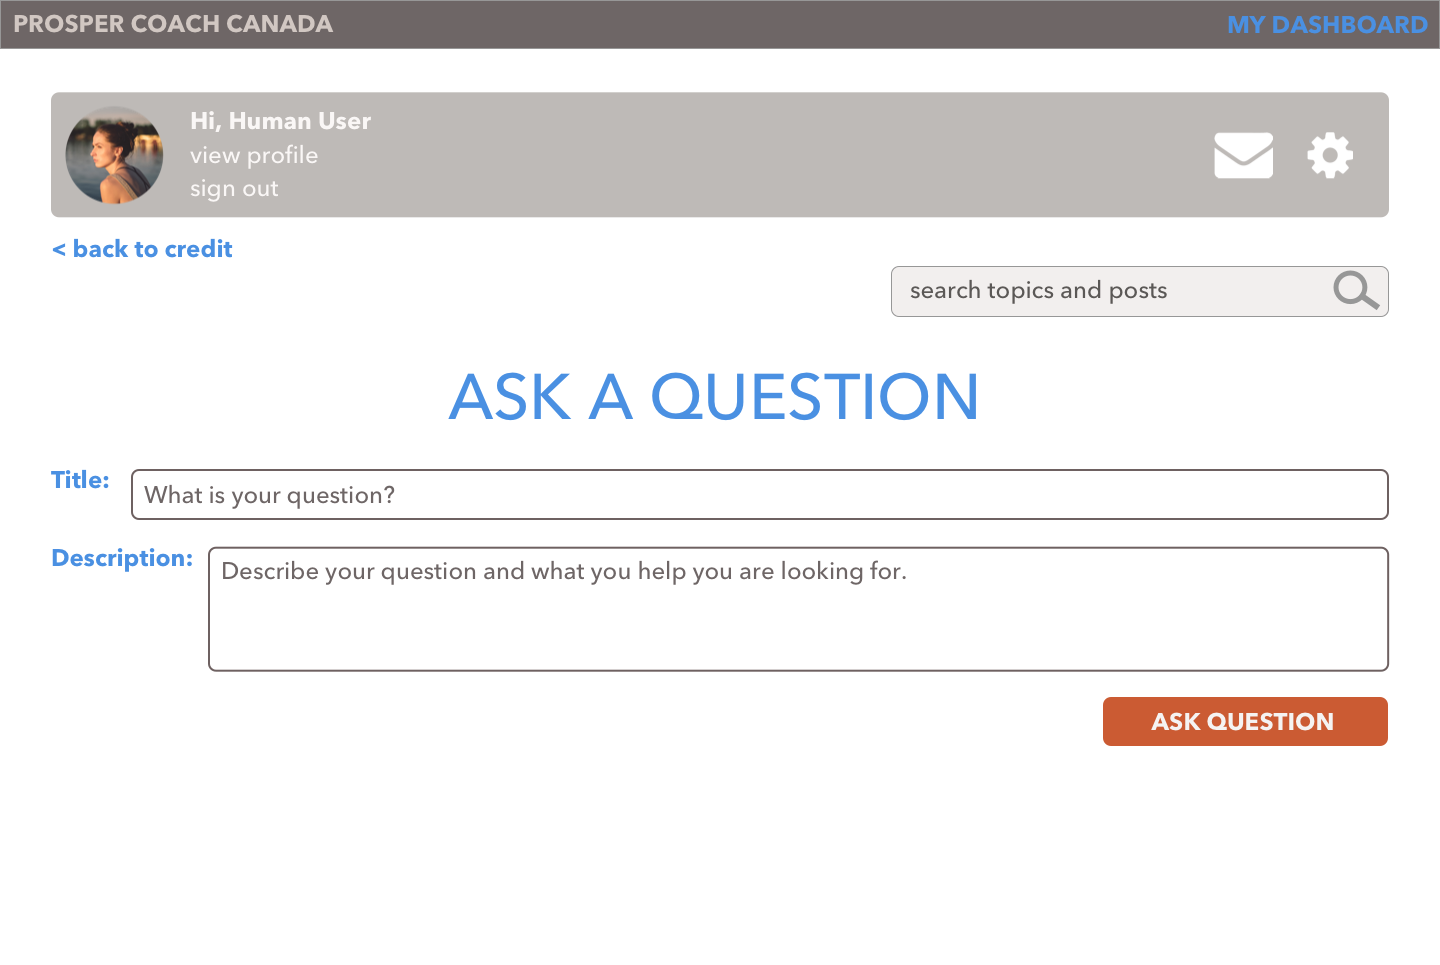 PROSPER COACH CANADA
MY DASHBOARD
Hi, Human User
view profile
sign out
< back to credit
search topics and posts
ASK A QUESTION
Title:
What is your question?
Description:
Describe your question and what you help you are looking for.
ASK QUESTION